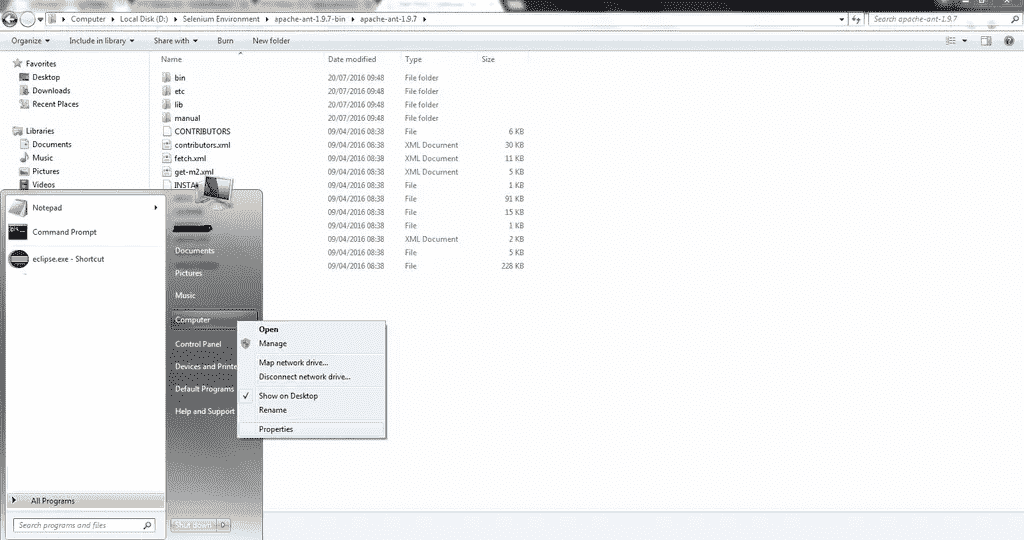 Computer ▸ Local Disk (D:) ▸ Selenium Environment ▸ apache-ant-1.9.7-bin ▸ apache-ant-1.9.7 ▸
Search apache-ant-1.9.7
Organize Include in library Share with Burn New folder
Name Date modified Type Size
Favorites
Desktop
Downloads
Recent Places
Libraries
Documents
Music
Pictures
Videos
bin 20/07/2016 09:48 File folder
etc 20/07/2016 09:48 File folder
lib 20/07/2016 09:48 File folder
manual 20/07/2016 09:48 File folder
CONTRIBUTORS 09/04/2016 08:38 File 6 KB
contributors.xml 09/04/2016 08:38 XML Document 30 KB
fetch.xml 09/04/2016 08:38 XML Document 11 KB
get-m2.xml 09/04/2016 08:38 XML Document 5 KB
INSTA 09/04/2016 08:38 File 1 KB
09/04/2016 08:38 File 91 KB
09/04/2016 08:38 File 15 KB
09/04/2016 08:38 File 1 KB
09/04/2016 08:38 XML Document 2 KB
09/04/2016 08:38 File 5 KB
09/04/2016 08:38 File 228 KB
Notepad
Command Prompt
eclipse.exe - Shortcut
All Programs
Search programs and files
Documents
Pictures
Music
Computer
Control Panel
Devices and Printe
Default Programs
Help and Support
Shut down
Open
Manage
Map network drive...
Disconnect network drive...
Show on Desktop
Rename
Properties